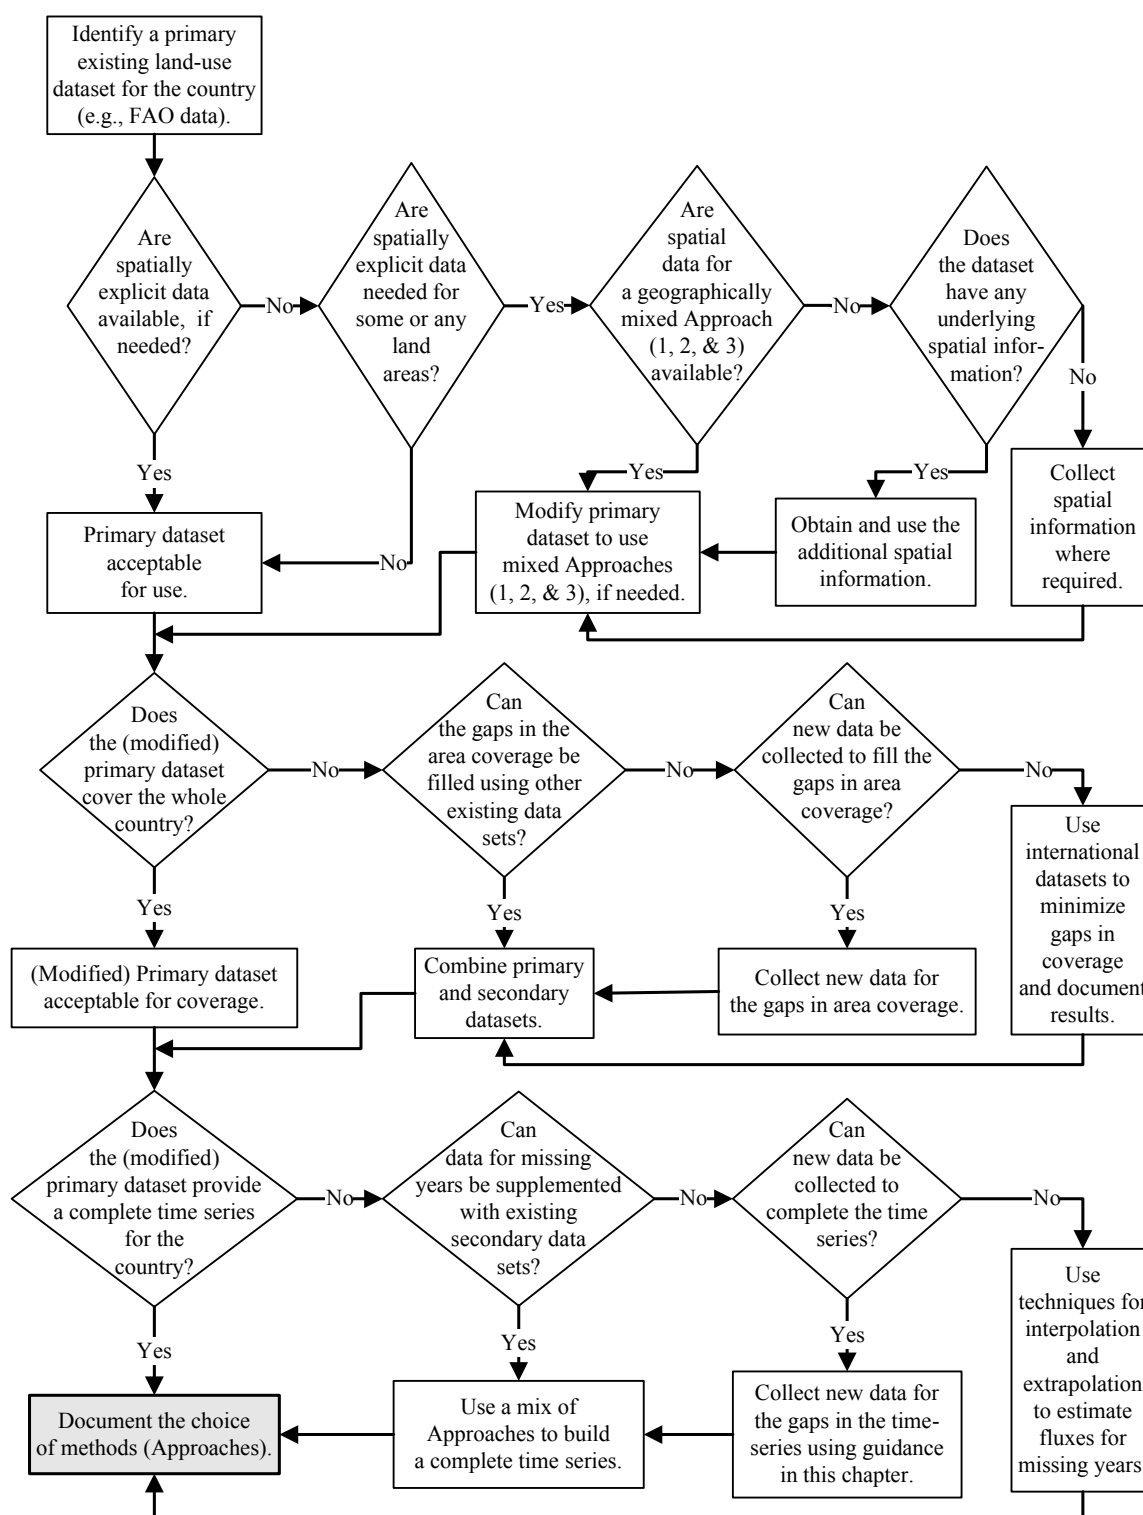 Identify a primary
existing land-use
dataset for the country
(e.g., FAO data).
Are
spatially
explicit data
available, if
needed?
No
Are
spatially
explicit data
needed for
some or any
land
areas?
Yes
Are
spatial
data for
a geographically
mixed Approach
(1, 2, & 3)
available?
No
Does
the dataset
have any
underlying
spatial infor-
mation?
No
Yes
Yes
Yes
Primary dataset
acceptable
for use.
No
Modify primary
dataset to use
mixed Approaches
(1, 2, & 3), if needed.
Obtain and use the
additional spatial
information.
Collect
spatial
information
where
required.
Does
the (modified)
primary dataset
cover the whole
country?
No
Can
the gaps in the
area coverage be
filled using other
existing data
sets?
No
Can
new data be
collected to fill the
gaps in area
coverage?
No
Yes
Yes
Yes
(Modified) Primary dataset
acceptable for coverage.
Combine primary
and secondary
datasets.
Collect new data for
the gaps in area coverage.
Use
international
datasets to
minimize
gaps in
coverage
and document
results.
Does
the (modified)
primary dataset provide
a complete time series
for the
country?
No
Can
data for missing
years be supplemented
with existing
secondary data
sets?
No
Can
new data be
collected to
complete the time
series?
No
Yes
Yes
Yes
Document the choice
of methods (Approaches).
Use a mix of
Approaches to build
a complete time series.
Collect new data for
the gaps in the time-
series using guidance
in this chapter.
Use
techniques for
interpolation
and
extrapolation
to estimate
fluxes for
missing years